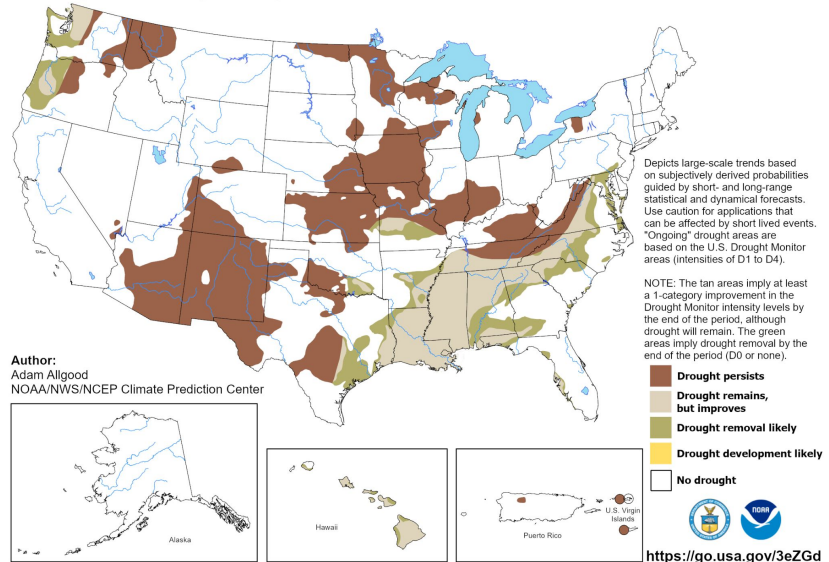 Depicts large-scale trends based
on subjectively derived probabilities
guided by short- and long-range
statistical and dynamical forecasts.
Use caution for applications that
can be affected by short lived events.
"Ongoing" drought areas are
based on the U.S. Drought Monitor
areas (intensities of D1 to D4).
NOTE: The tan areas imply at least
a 1-category improvement in the
Drought Monitor intensity levels by
the end of the period, although
drought will remain. The green
areas imply drought removal by the
end of the period (D0 or none).
Author:
Adam Allgood
NOAA/NWS/NCEP Climate Prediction Center
Drought persists
Drought remains,
but improves
Drought removal likely
Drought development likely
No drought
Alaska
Hawaii
Puerto Rico
U.S. Virgin
Islands
NOAA
https://go.usa.gov/3eZGd